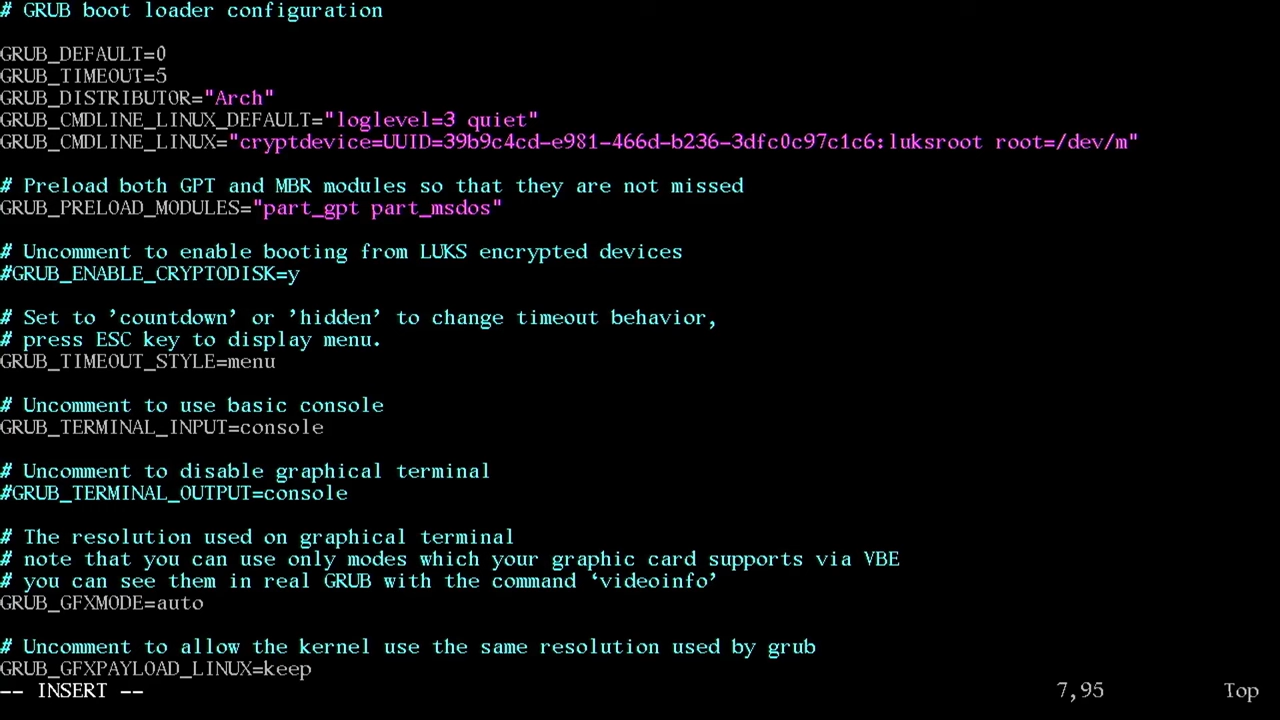 # GRUB boot loader configuration
GRUB_DEFAULT=0
GRUB_TIMEOUT=5
GRUB_DISTRIBUTOR="Arch"
GRUB_CMDLINE_LINUX_DEFAULT="loglevel=3 quiet"
GRUB_CMDLINE_LINUX="cryptdevice=UUID=39b9c4cd-e981-466d-b236-3dfc0c97c1c6:luksroot root=/dev/m"
# Preload both GPT and MBR modules so that they are not missed
GRUB_PRELOAD_MODULES="part_gpt part_msdos"
# Uncomment to enable booting from LUKS encrypted devices
#GRUB_ENABLE_CRYPTODISK=y
# Set to 'countdown' or 'hidden' to change timeout behavior,
# press ESC key to display menu.
GRUB_TIMEOUT_STYLE=menu
# Uncomment to use basic console
GRUB_TERMINAL_INPUT=console
# Uncomment to disable graphical terminal
#GRUB_TERMINAL_OUTPUT=console
# The resolution used on graphical terminal
# note that you can use only modes which your graphic card supports via VBE
# you can see them in real GRUB with the command `videoinfo'
GRUB_GFXMODE=auto
# Uncomment to allow the kernel use the same resolution used by grub
GRUB_GFXPAYLOAD_LINUX=keep
-- INSERT -- 7,95 Top